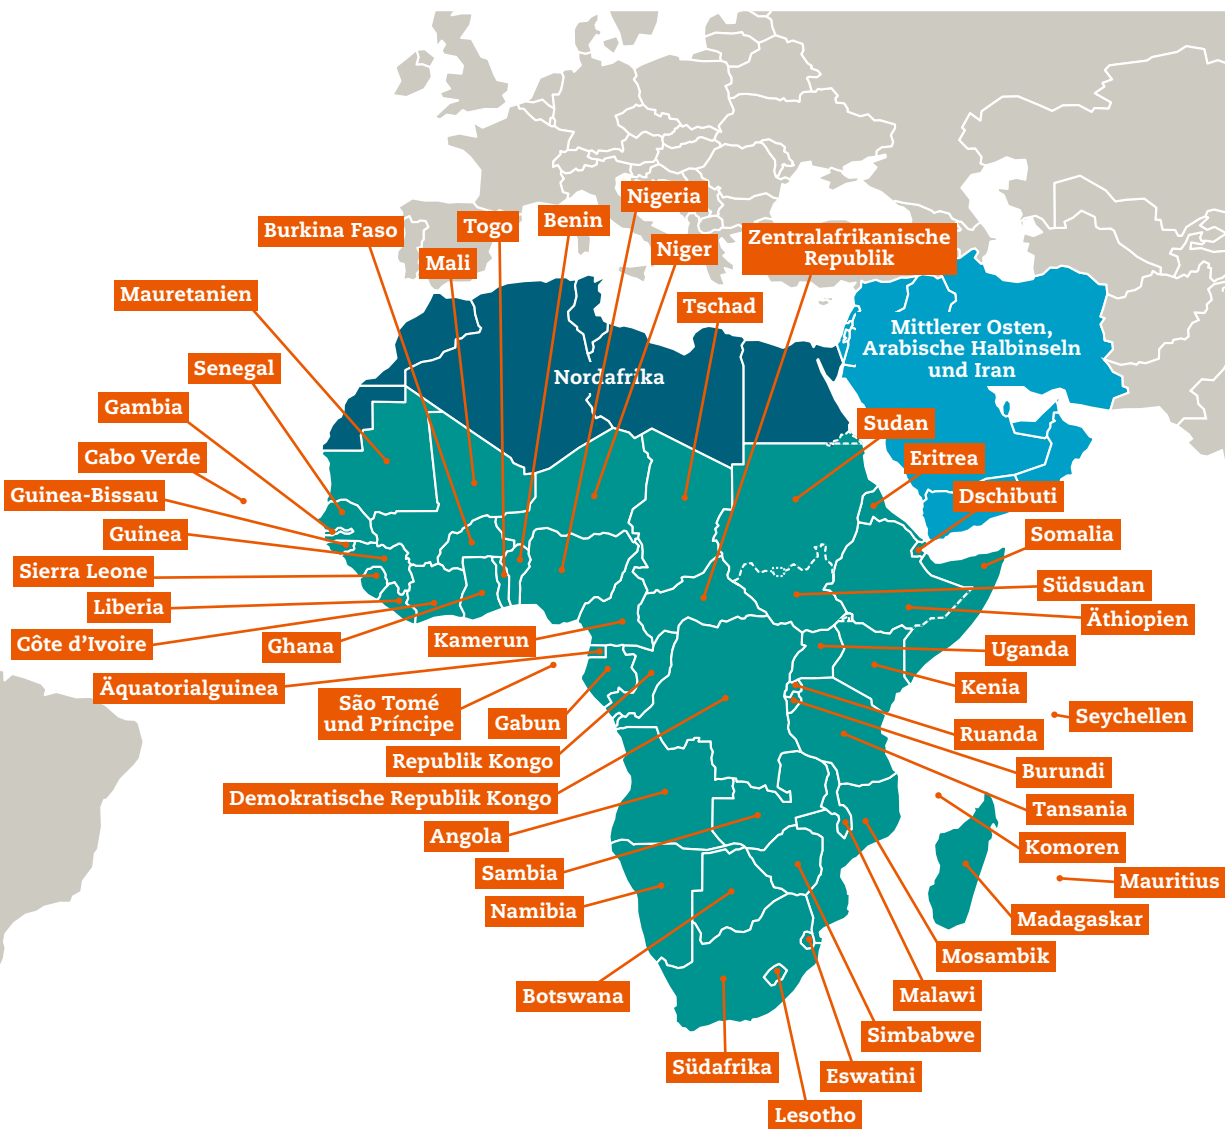 Nigeria
Benin
Togo
Burkina Faso
Zentralafrikanische
Republik
Niger
Mali
Mauretanien
Tschad
Mittlerer Osten,
Arabische Halbinseln
und Iran
Senegal
Nordafrika
Gambia
Sudan
Cabo Verde
Eritrea
Guinea-Bissau
Dschibuti
Guinea
Somalia
Sierra Leone
Südsudan
Liberia
Äthiopien
Côte d’Ivoire
Ghana
Kamerun
Uganda
Äquatorialguinea
Kenia
São Tomé
und Príncipe
Gabun
Seychellen
Ruanda
Republik Kongo
Burundi
Demokratische Republik Kongo
Tansania
Angola
Komoren
Sambia
Mauritius
Namibia
Madagaskar
Mosambik
Botswana
Malawi
Simbabwe
Südafrika
Eswatini
Lesotho